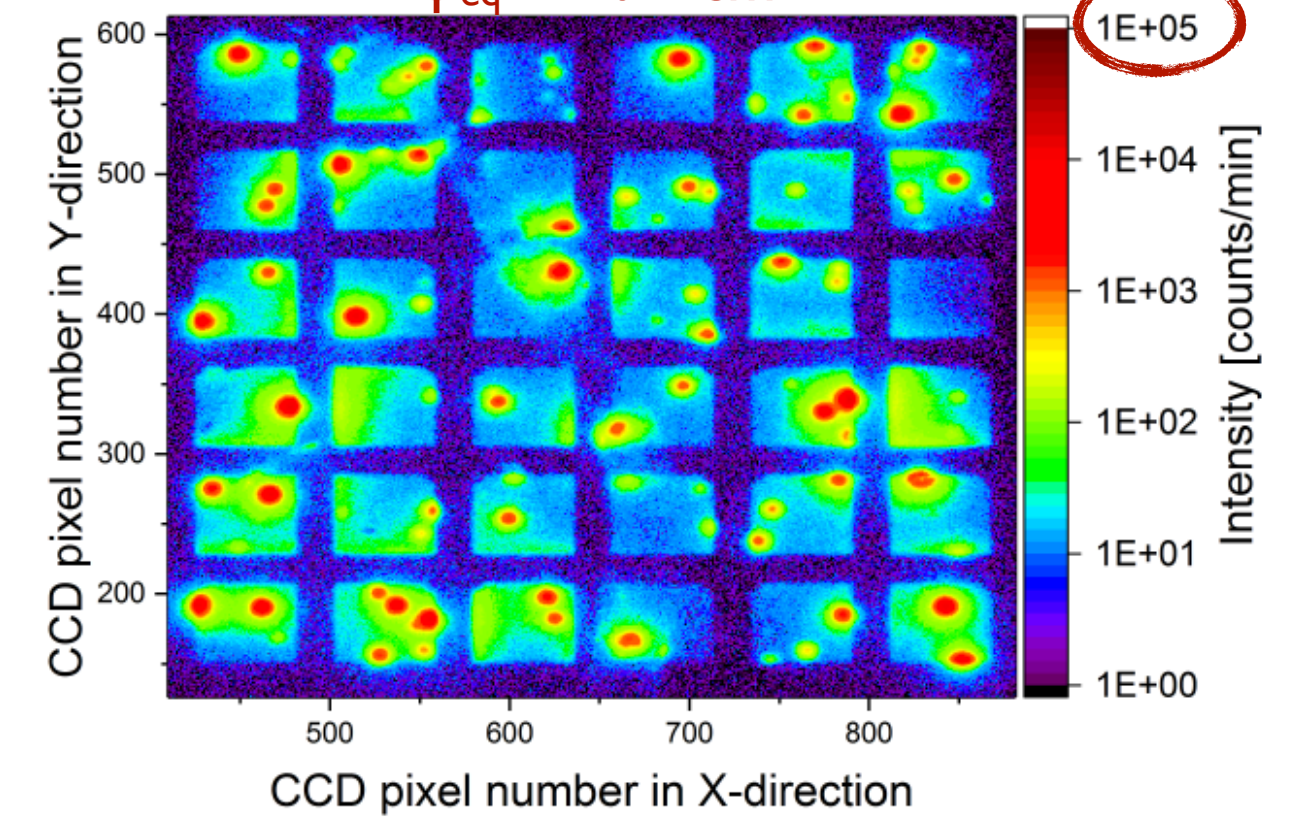 600
500
400
300
200
500 600 700 800
CCD pixel number in X-direction
CCD pixel number in Y-direction
1E+05
1E+04
1E+03
1E+02
1E+01
1E+00
Intensity [counts/min]